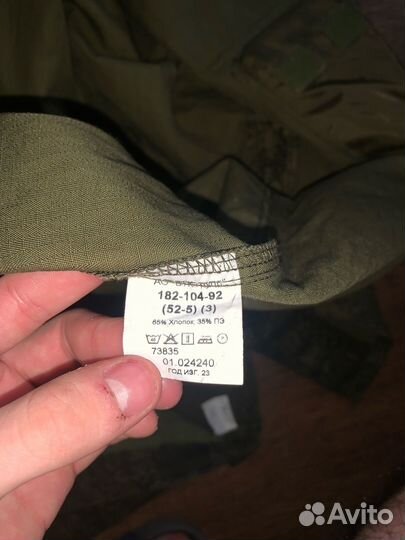 182-104-92
(52-5) (3)
65% Хлопок, 35% ПЭ
73835
01.024240
ГОД ИЗГ. 23
Avito